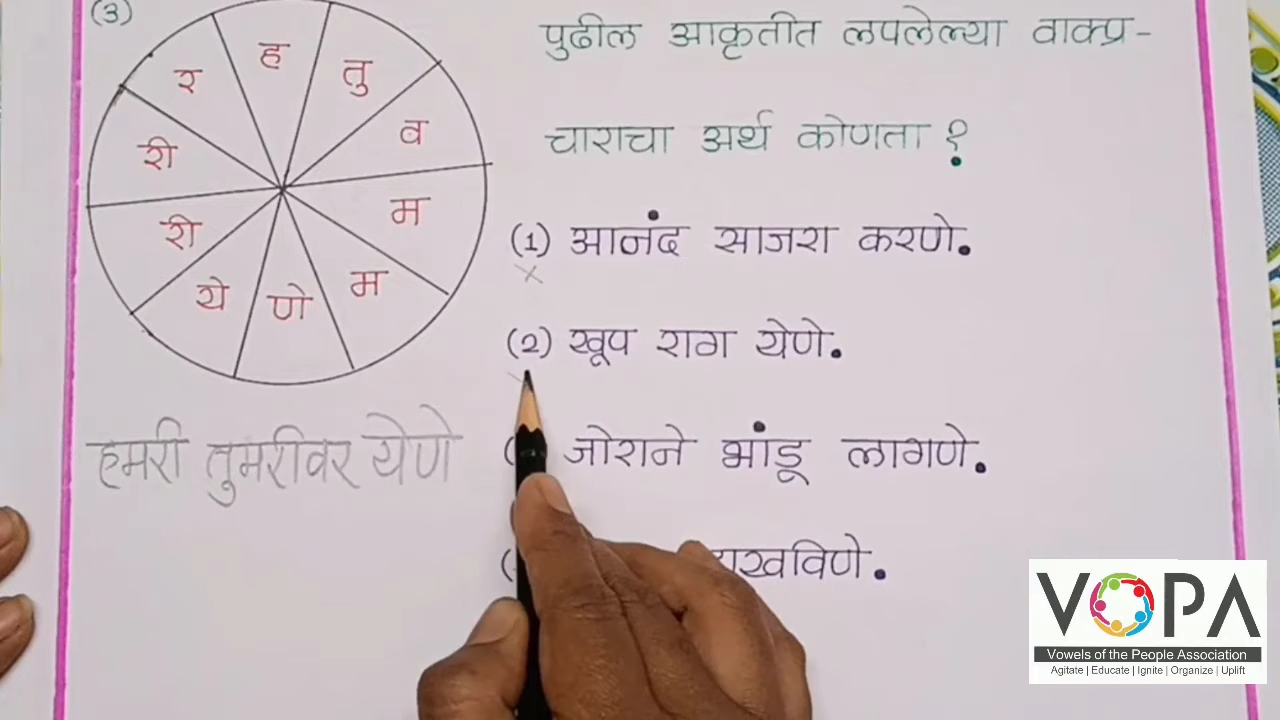 (3)
र ह तु
री व
री म
ये णे म
हमरी तुमरीवर येणे
पुढील आकृतीत लपलेल्या वाक्प्र-
चाराचा अर्थ कोणता ?
(1) आनंद साजरा करणे.
(2) खूप राग येणे.
जोराने भांडू लागणे.
VOPA
Vowels of the People Association
Agitate | Educate | Ignite | Organize | Uplift